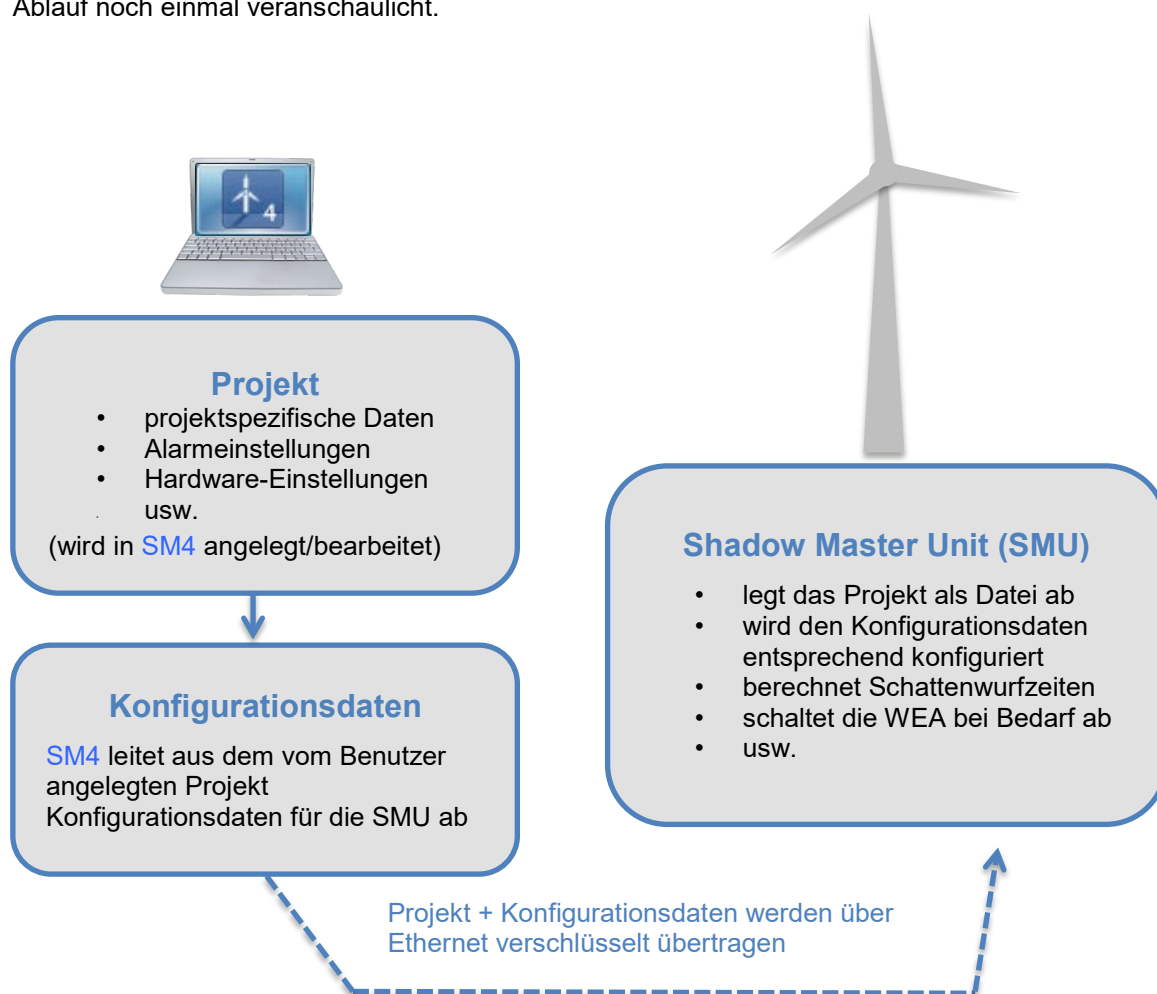 Ablauf noch einmal veranschaulicht.
4
Projekt
• projektspezifische Daten
• Alarmeinstellungen
• Hardware-Einstellungen
. usw.
(wird in SM4 angelegt/bearbeitet)
Konfigurationsdaten
SM4 leitet aus dem vom Benutzer
angelegten Projekt
Konfigurationsdaten für die SMU ab
Shadow Master Unit (SMU)
• legt das Projekt als Datei ab
• wird den Konfigurationsdaten
entsprechend konfiguriert
• berechnet Schattenwurfzeiten
• schaltet die WEA bei Bedarf ab
• usw.
Projekt + Konfigurationsdaten werden über
Ethernet verschlüsselt übertragen